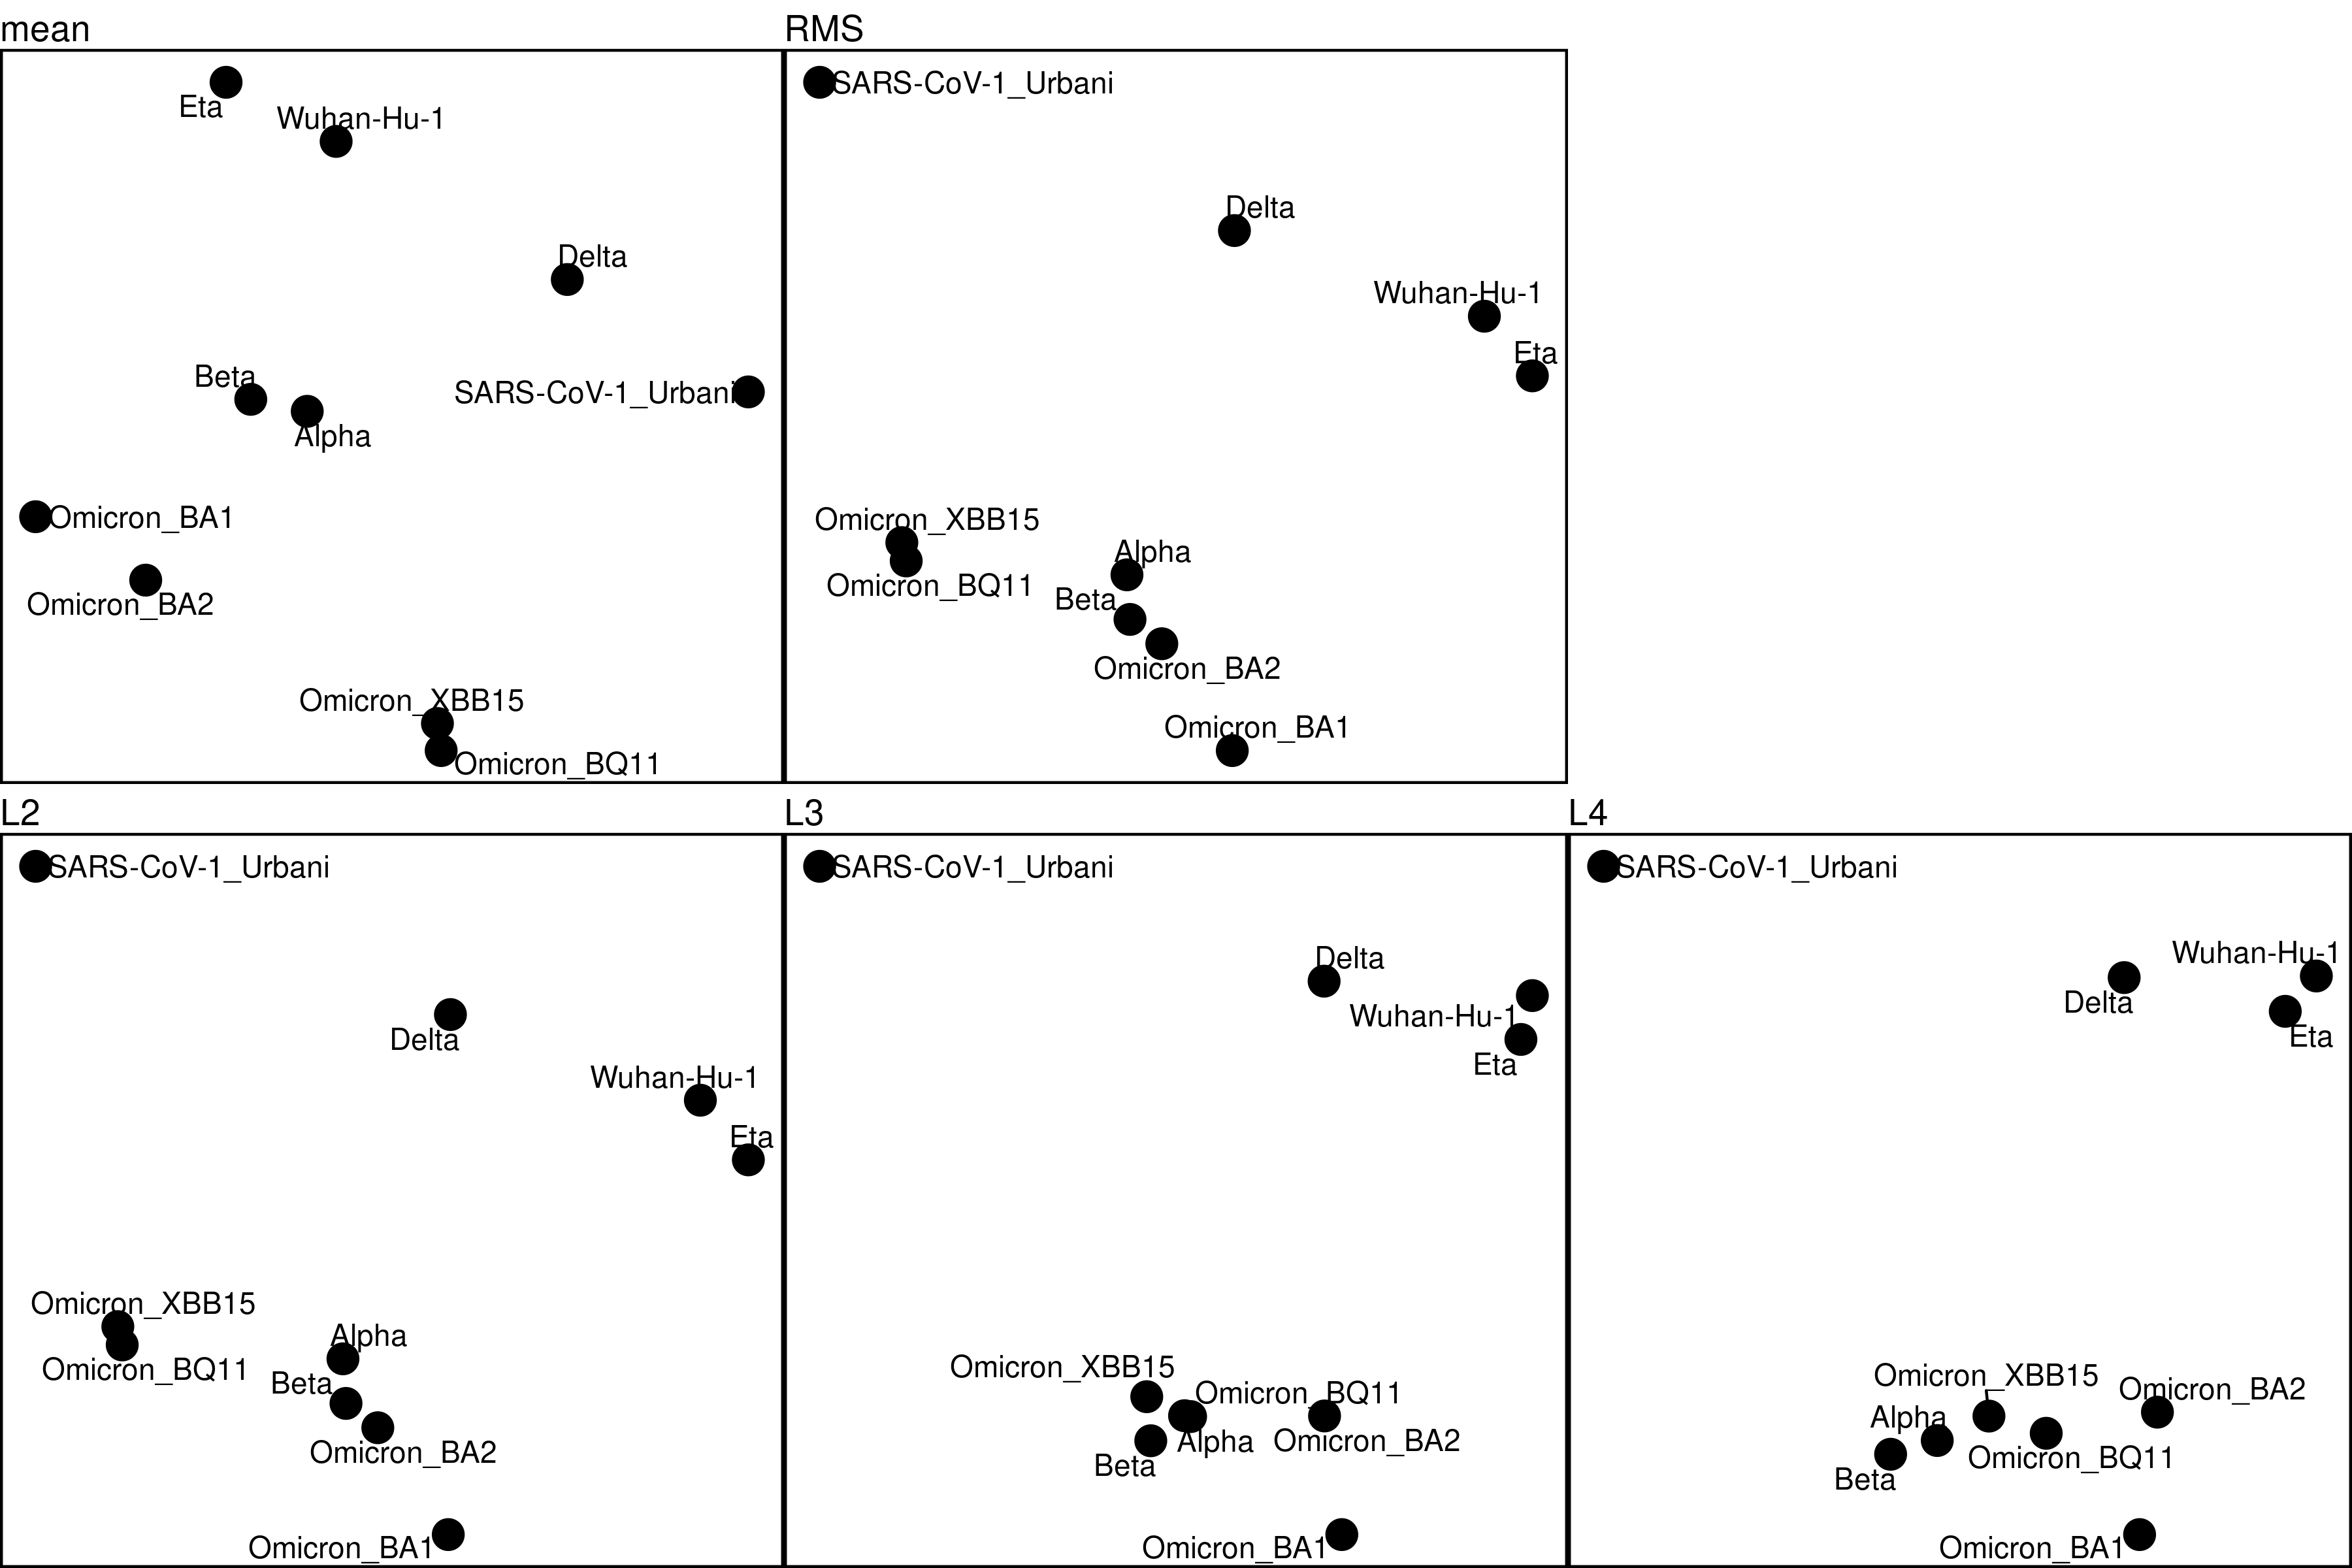 mean
Eta
Wuhan-Hu-1
Delta
Beta
SARS-CoV-1_Urbani
Alpha
Omicron_BA1
Omicron_BA2
Omicron_XBB15
Omicron_BQ11
RMS
SARS-CoV-1_Urbani
Delta
Wuhan-Hu-1
Eta
Omicron_XBB15
Alpha
Omicron_BQ11
Beta
Omicron_BA2
Omicron_BA1
L2
SARS-CoV-1_Urbani
Delta
Wuhan-Hu-1
Eta
Omicron_XBB15
Alpha
Omicron_BQ11
Beta
Omicron_BA2
Omicron_BA1
L3
SARS-CoV-1_Urbani
Delta
Wuhan-Hu-1
Eta
Omicron_XBB15
Omicron_BQ11
Alpha
Omicron_BA2
Beta
Omicron_BA1
L4
SARS-CoV-1_Urbani
Wuhan-Hu-1
Delta
Eta
Omicron_XBB15
Omicron_BA2
Alpha
Omicron_BQ11
Beta
Omicron_BA1